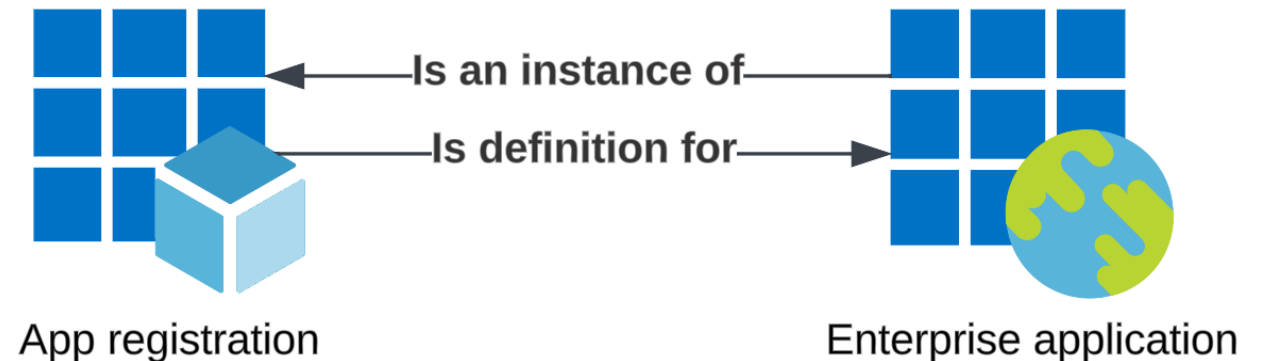 Is an instance of
Is definition for
App registration
Enterprise application